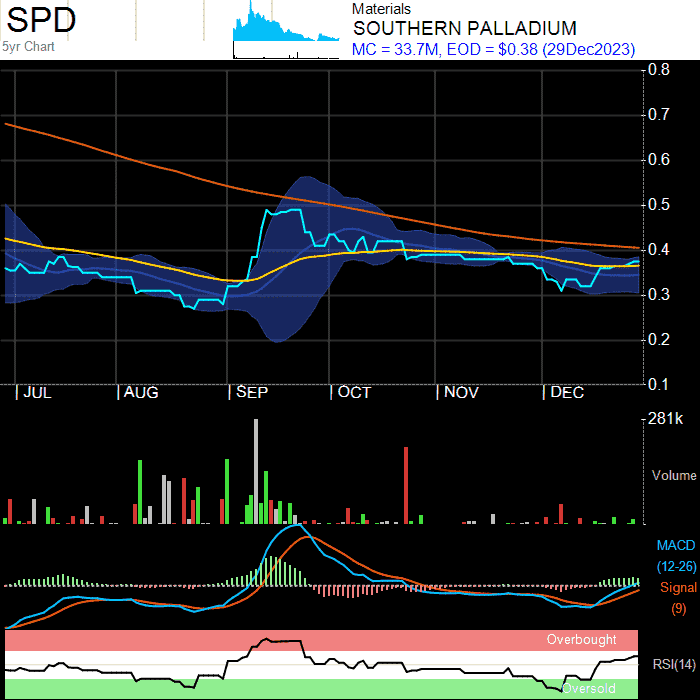 SPD
5yr Chart
Materials
SOUTHERN PALLADIUM
MC = 33.7M, EOD = $0.38 (29Dec2023)
0.8
0.7
0.6
0.5
0.4
0.3
0.2
0.1
JUL AUG SEP OCT NOV DEC
281k
Volume
MACD
(12-26)
Signal
(9)
Overbought
RSI(14)
Oversold